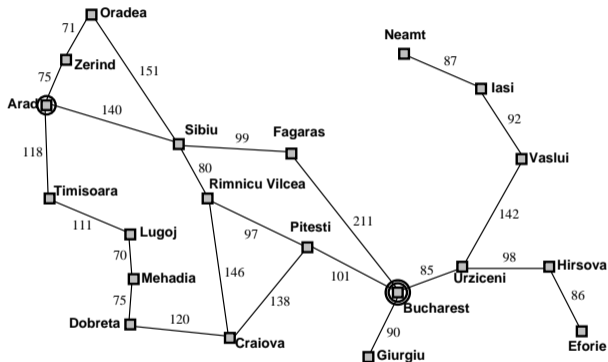 Oradea
71
Neamt
Zerind
87
75
151
Iasi
Arad
140
92
Sibiu
99
Fagaras
118
80
Vaslui
Timisoara
Rimnicu Vilcea
111
211
142
Lugoj
97
Pitesti
70
98
Hirsova
146
101
85
Mehadia
Urziceni
138
86
75
Bucharest
120
90
Dobreta
Craiova
Eforie
Giurgiu